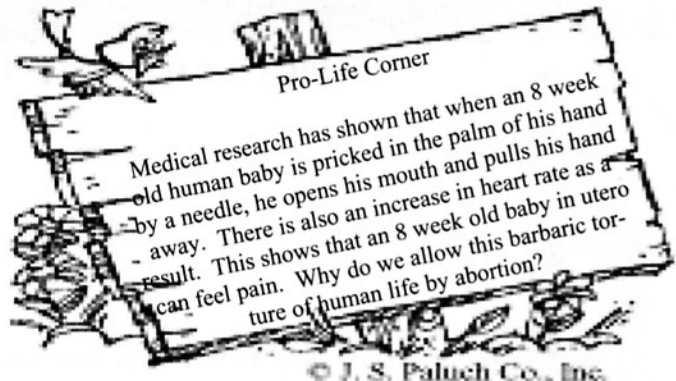 Pro-Life Corner
Medical research has shown that when an 8 week
old human baby is pricked in the palm of his hand
by a needle, he opens his mouth and pulls his hand
away. There is also an increase in heart rate as a
result. This shows that an 8 week old baby in utero
can feel pain. Why do we allow this barbaric tor-
ture of human life by abortion?
© J. S. Paluch Co., Inc.